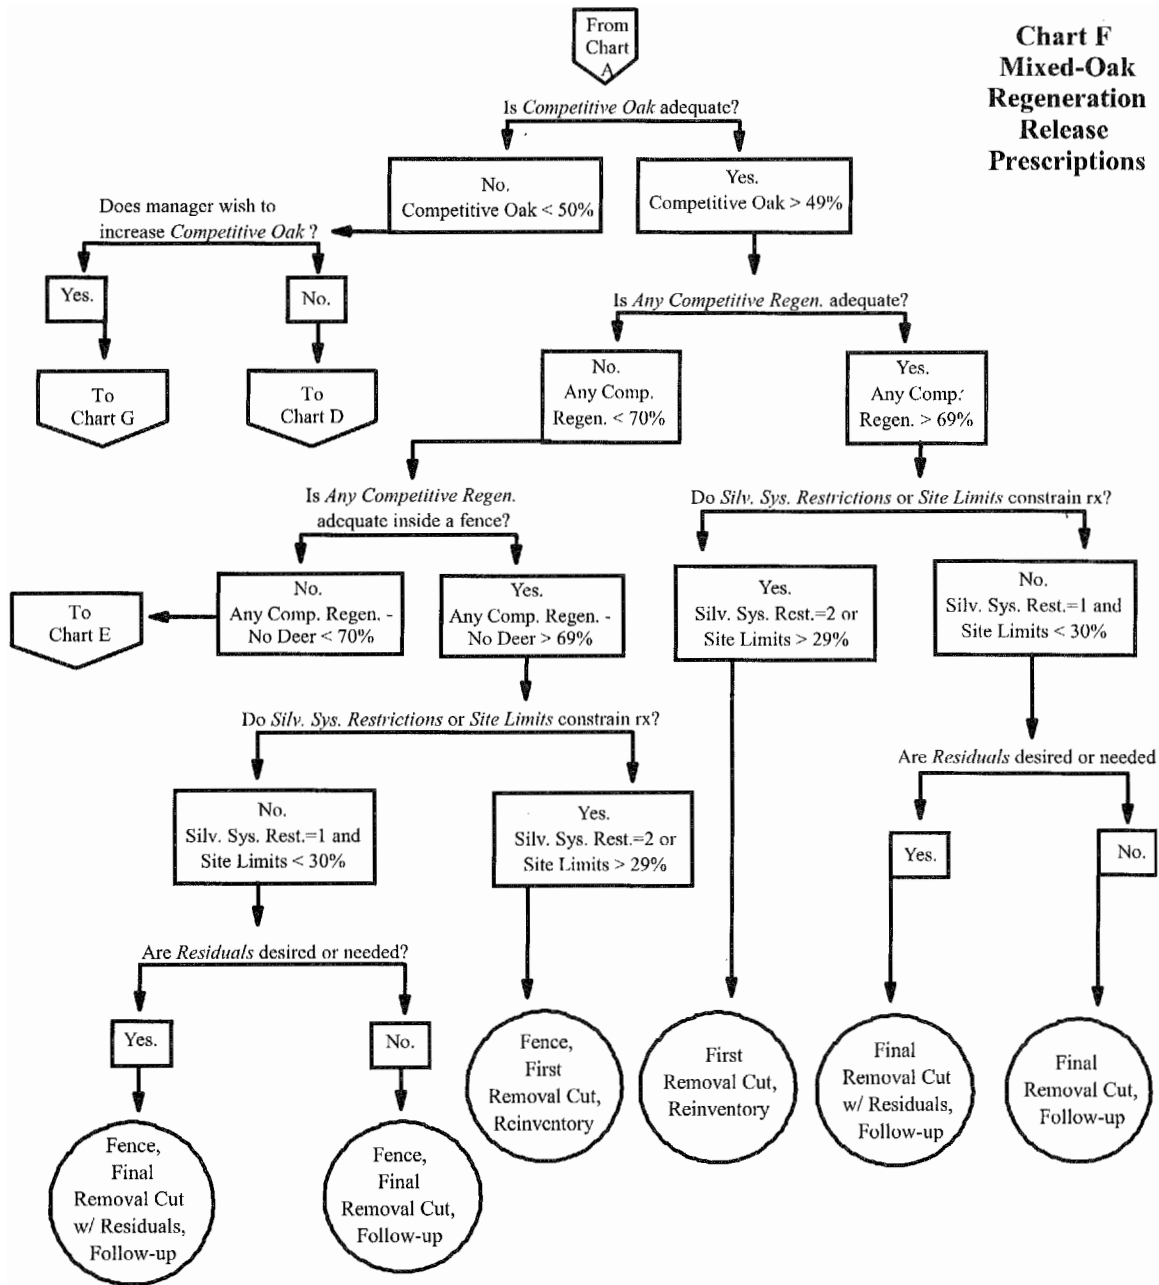 From
Chart
A
Chart F
Mixed-Oak
Regeneration
Release
Prescriptions
Is Competitive Oak adequate?
No.
Competitive Oak < 50%
Yes.
Competitive Oak > 49%
Does manager wish to
increase Competitive Oak ?
Yes.
No.
To
Chart G
To
Chart D
Is Any Competitive Regen. adequate?
No.
Any Comp.
Regen. < 70%
Yes.
Any Comp.
Regen. > 69%
Is Any Competitive Regen.
adequate inside a fence?
Do Silv. Sys. Restrictions or Site Limits constrain rx?
To
Chart E
No.
Any Comp. Regen. -
No Deer < 70%
Yes.
Any Comp. Regen. -
No Deer > 69%
Yes.
Silv. Sys. Rest.=2 or
Site Limits > 29%
No.
Silv. Sys. Rest.=1 and
Site Limits < 30%
Do Silv. Sys. Restrictions or Site Limits constrain rx?
Are Residuals desired or needed
No.
Silv. Sys. Rest.=1 and
Site Limits < 30%
Yes.
Silv. Sys. Rest.=2 or
Site Limits > 29%
Yes.
No.
Are Residuals desired or needed?
Yes.
No.
Fence,
Final
Removal Cut
w/ Residuals,
Follow-up
Fence,
Final
Removal Cut,
Follow-up
Fence,
First
Removal Cut,
Reinventory
First
Removal Cut,
Reinventory
Final
Removal Cut
w/ Residuals,
Follow-up
Final
Removal Cut,
Follow-up